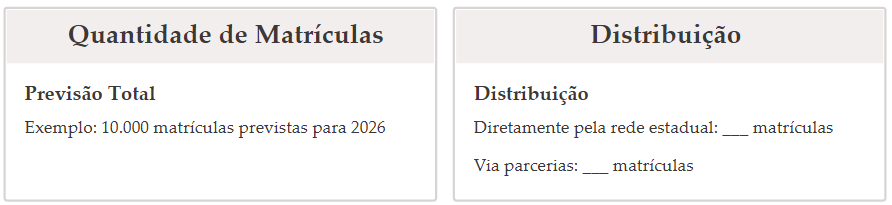 Quantidade de Matrículas
Previsão Total
Exemplo: 10.000 matrículas previstas para 2026
Distribuição
Distribuição
Diretamente pela rede estadual: ___ matrículas
Via parcerias: ___ matrículas